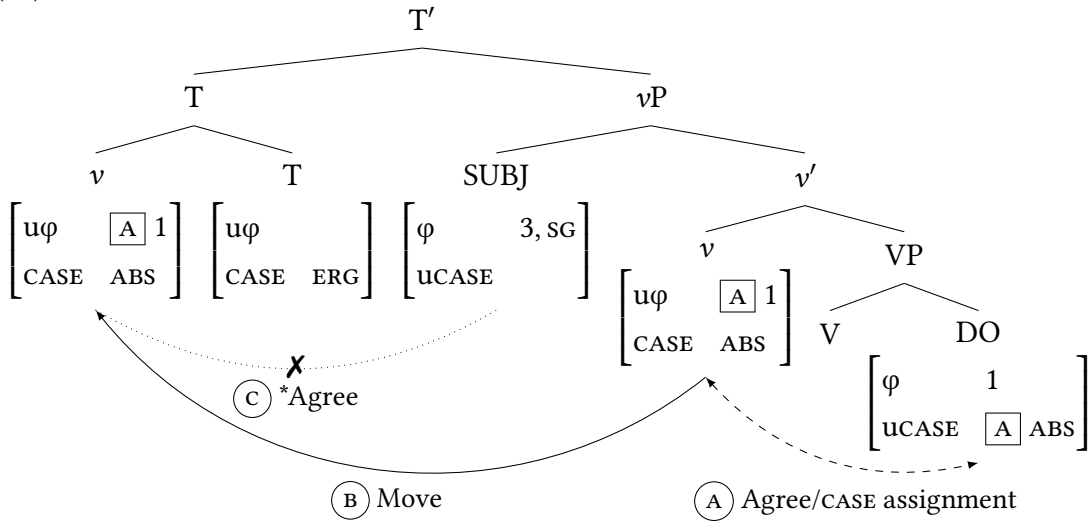 T′
T vP
v T SUBJ v′
uφ A 1 uφ φ 3, SG v VP
CASE ABS CASE ERG uCASE
uφ A 1 V DO
CASE ABS
✗ φ 1
C *Agree uCASE A ABS
B Move A Agree/CASE assignment